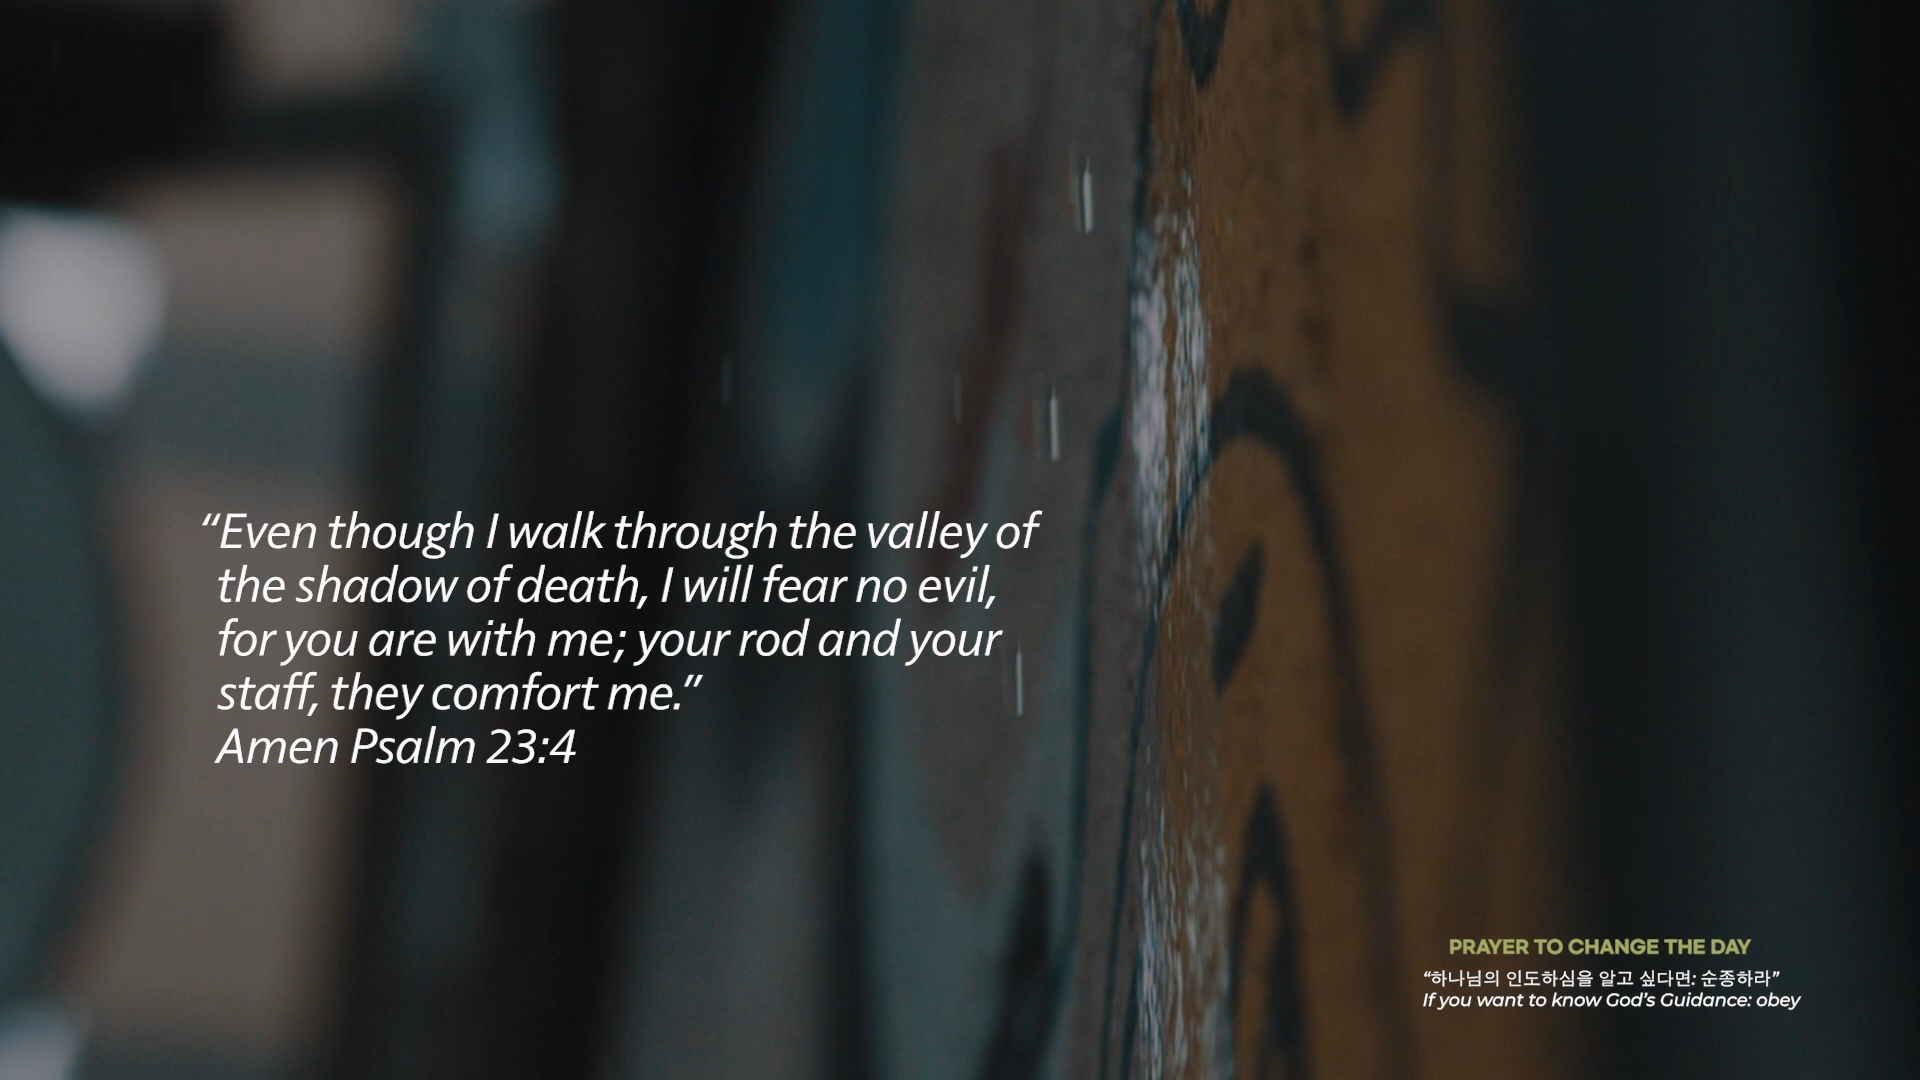 “Even though I walk through the valley of
the shadow of death, I will fear no evil,
for you are with me; your rod and your
staff, they comfort me.”
Amen Psalm 23:4
PRAYER TO CHANGE THE DAY
“하나님의 인도하심을 알고 싶다면: 순종하라”
If you want to know God’s Guidance: obey